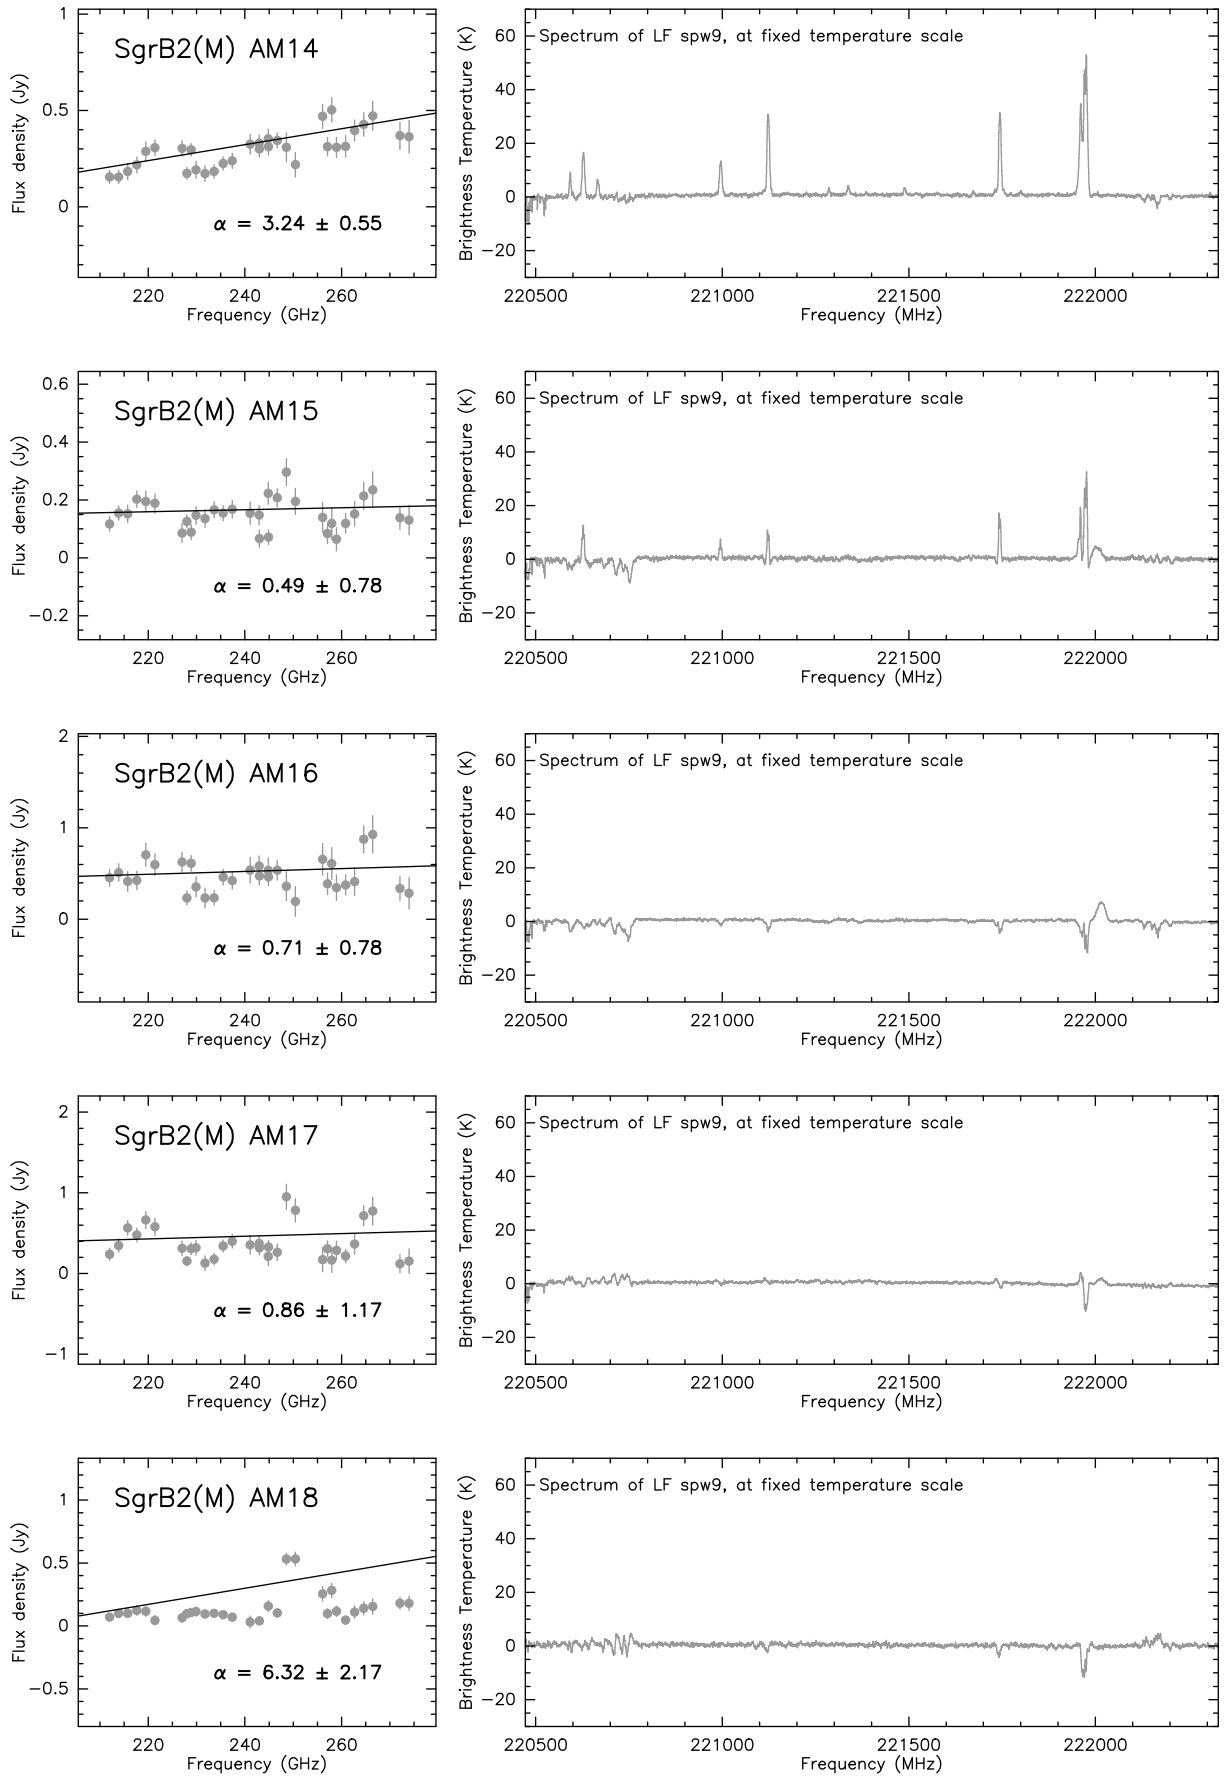 SgrB2(M) AM14
Flux density (Jy)
1
0.5
0
α = 3.24 ± 0.55
220 240 260
Frequency (GHz)
Spectrum of LF spw9, at fixed temperature scale
Brightness Temperature (K)
60
40
20
0
−20
220500 221000 221500 222000
Frequency (MHz)
SgrB2(M) AM15
Flux density (Jy)
0.6
0.4
0.2
0
−0.2
α = 0.49 ± 0.78
220 240 260
Frequency (GHz)
Spectrum of LF spw9, at fixed temperature scale
Brightness Temperature (K)
60
40
20
0
−20
220500 221000 221500 222000
Frequency (MHz)
SgrB2(M) AM16
Flux density (Jy)
2
1
0
α = 0.71 ± 0.78
220 240 260
Frequency (GHz)
Spectrum of LF spw9, at fixed temperature scale
Brightness Temperature (K)
60
40
20
0
−20
220500 221000 221500 222000
Frequency (MHz)
SgrB2(M) AM17
Flux density (Jy)
2
1
0
−1
α = 0.86 ± 1.17
220 240 260
Frequency (GHz)
Spectrum of LF spw9, at fixed temperature scale
Brightness Temperature (K)
60
40
20
0
−20
220500 221000 221500 222000
Frequency (MHz)
SgrB2(M) AM18
Flux density (Jy)
1
0.5
0
−0.5
α = 6.32 ± 2.17
220 240 260
Frequency (GHz)
Spectrum of LF spw9, at fixed temperature scale
Brightness Temperature (K)
60
40
20
0
−20
220500 221000 221500 222000
Frequency (MHz)